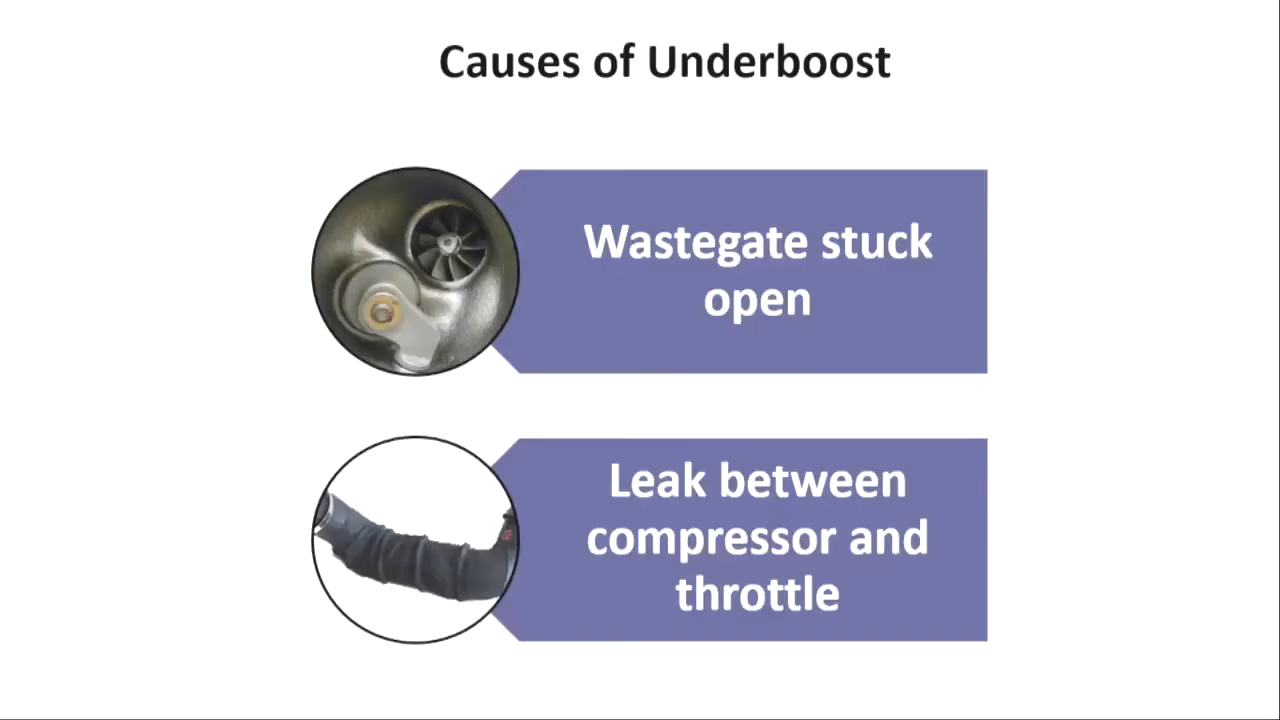 Causes of Underboost
Wastegate stuck
open
Leak between
compressor and
throttle